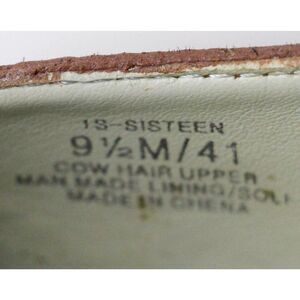 1S-SISTEEN
9½M/41
COW HAIR UPPER
MAN MADE LINING/SOLE
MADE IN CHINA